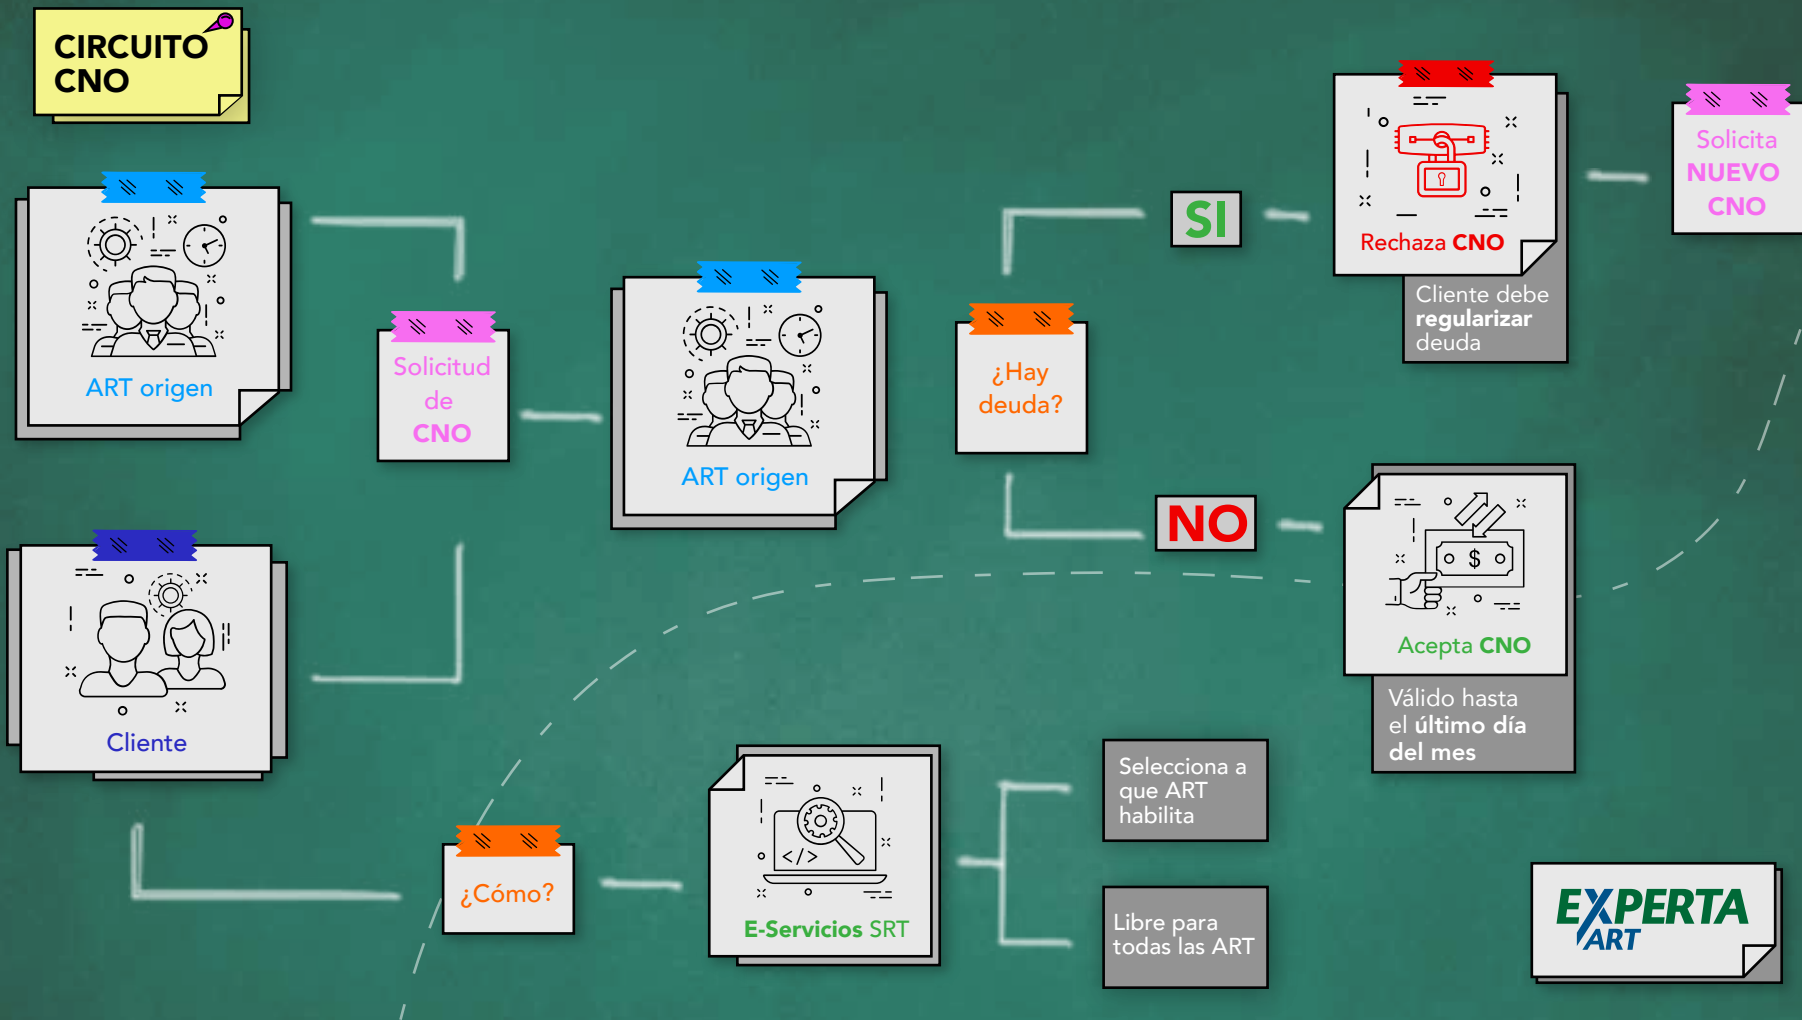 CIRCUITO
CNO
ART origen
Solicitud
de
CNO
Cliente
ART origen
¿Hay
deuda?
SI
Rechaza CNO
Cliente debe
regularizar
deuda
Solicita
NUEVO
CNO
NO
$
Acepta CNO
Válido hasta
el último día
del mes
¿Cómo?
</>
E-Servicios SRT
Selecciona a
que ART
habilita
Libre para
todas las ART
EXPERTA
ART